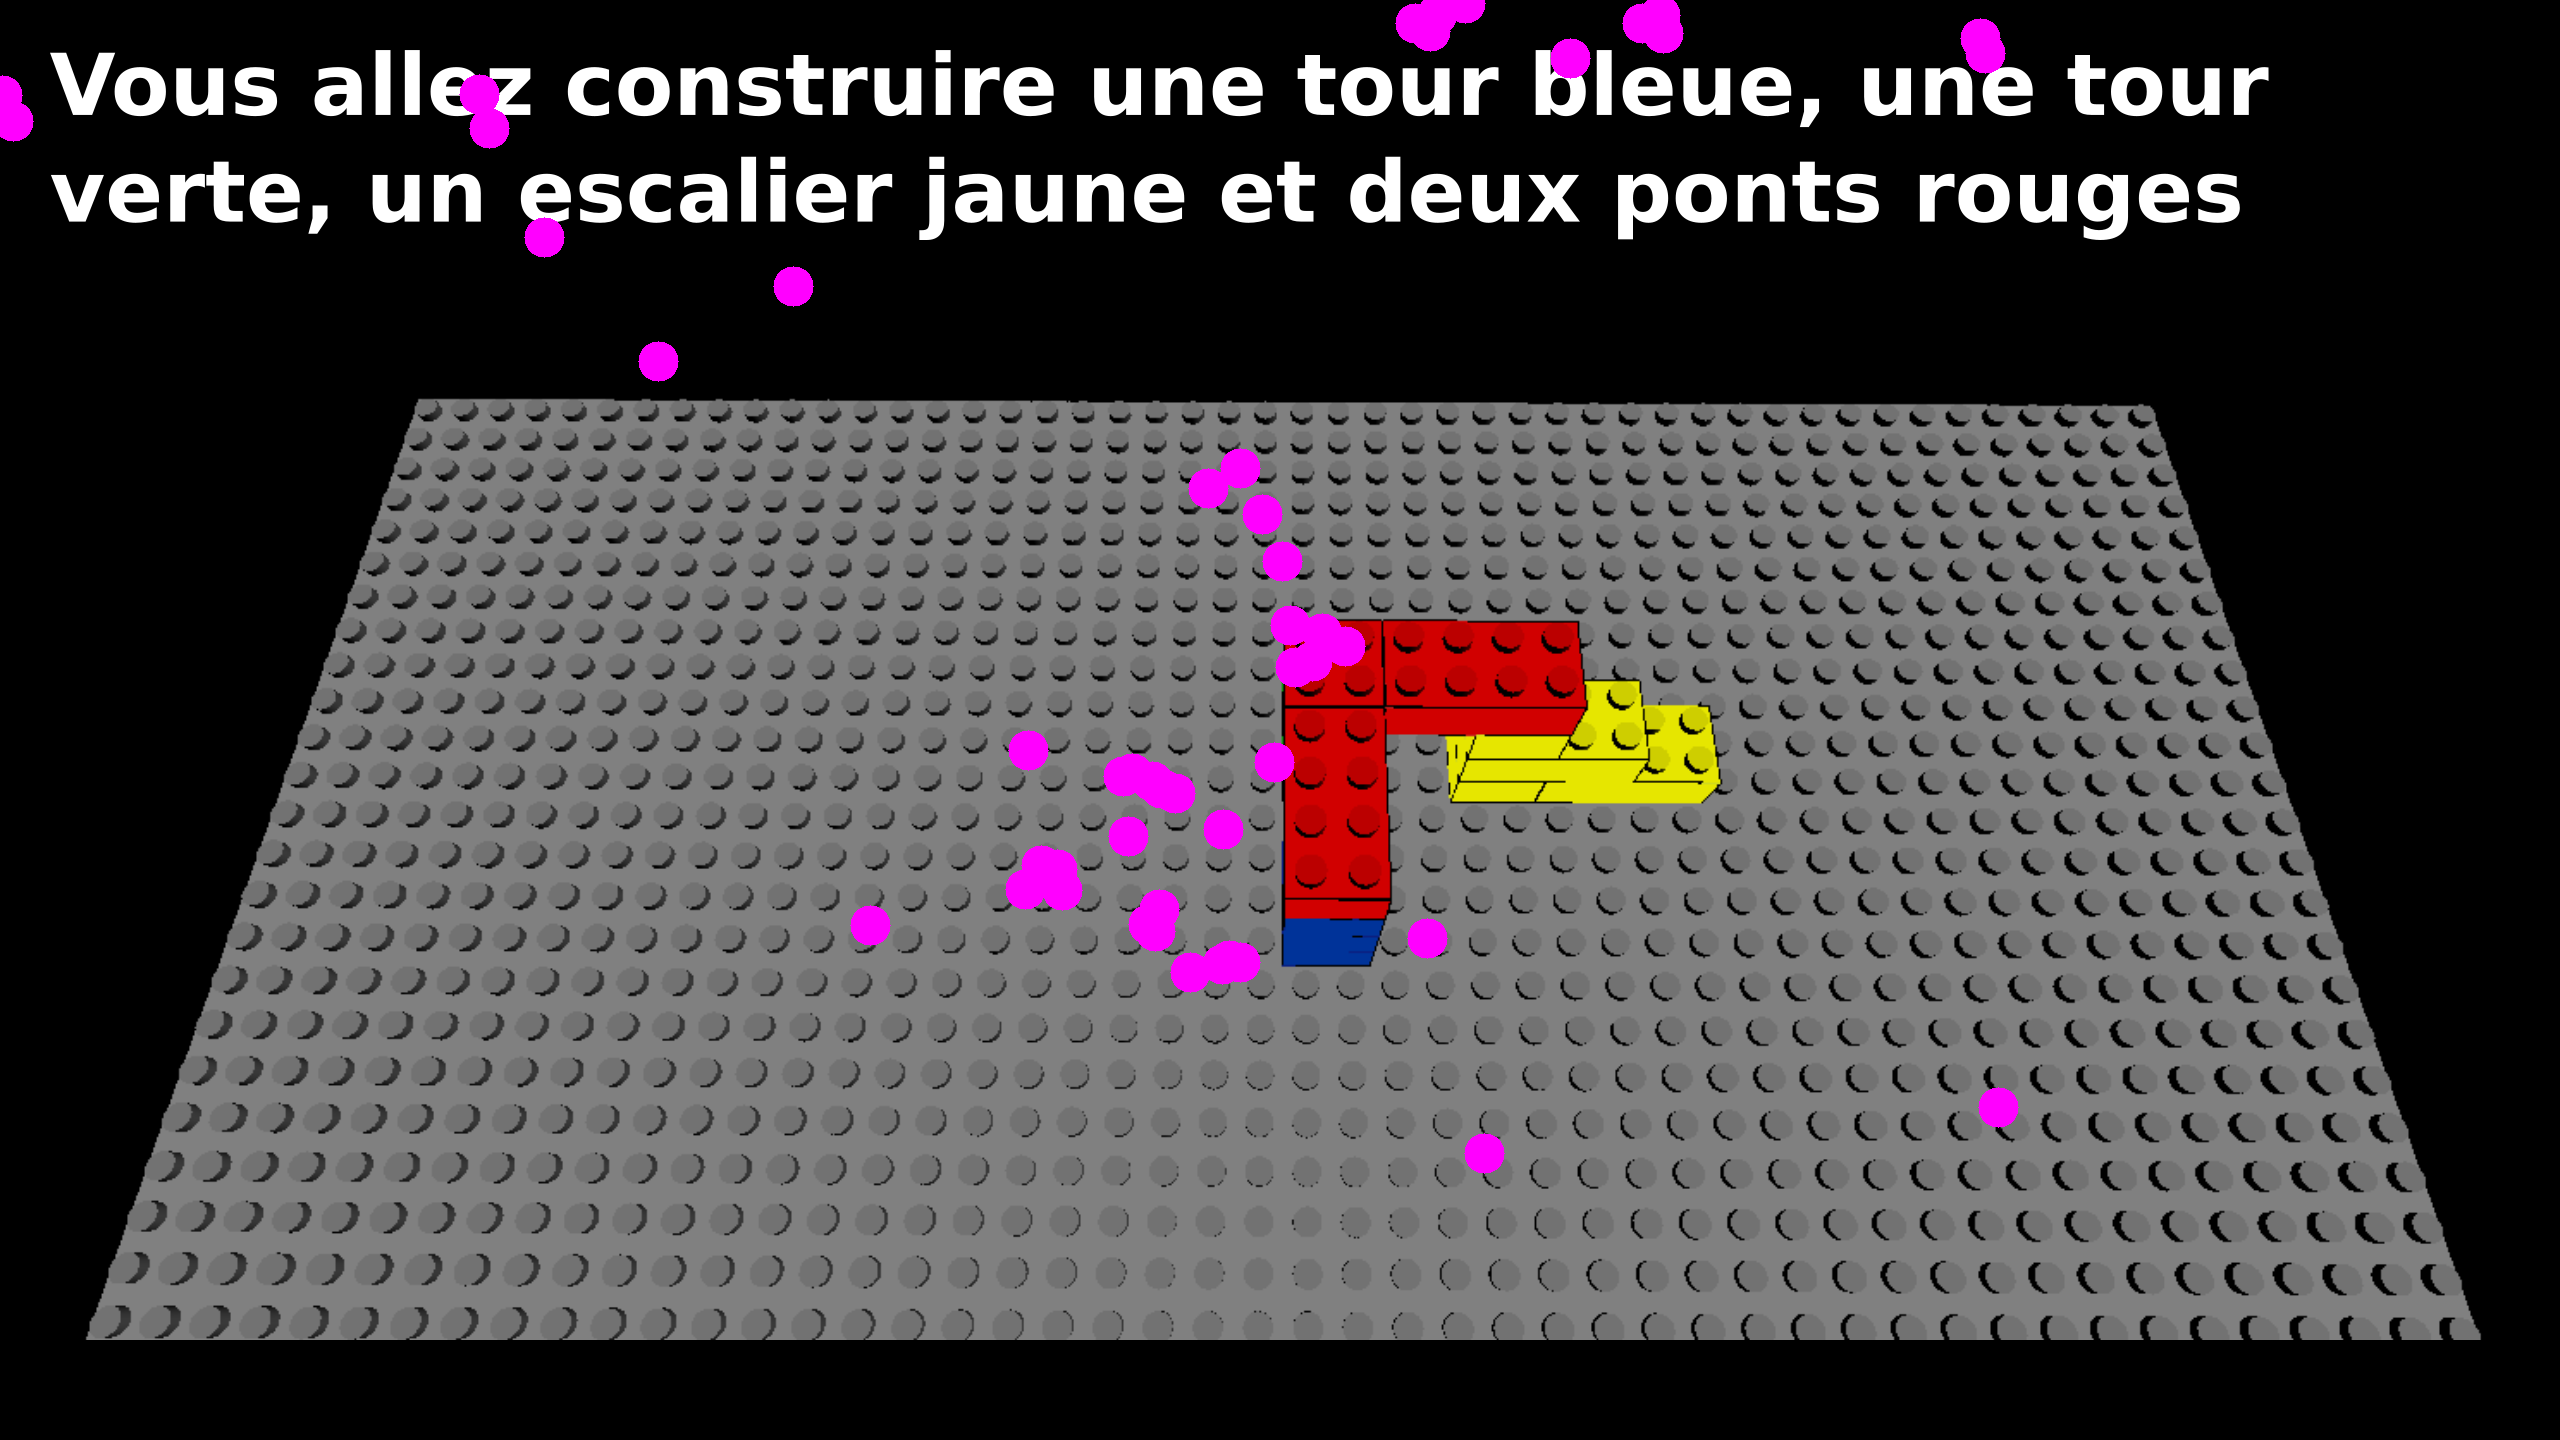 Vous allez construire une tour bleue, une tour
verte, un escalier jaune et deux ponts rouges